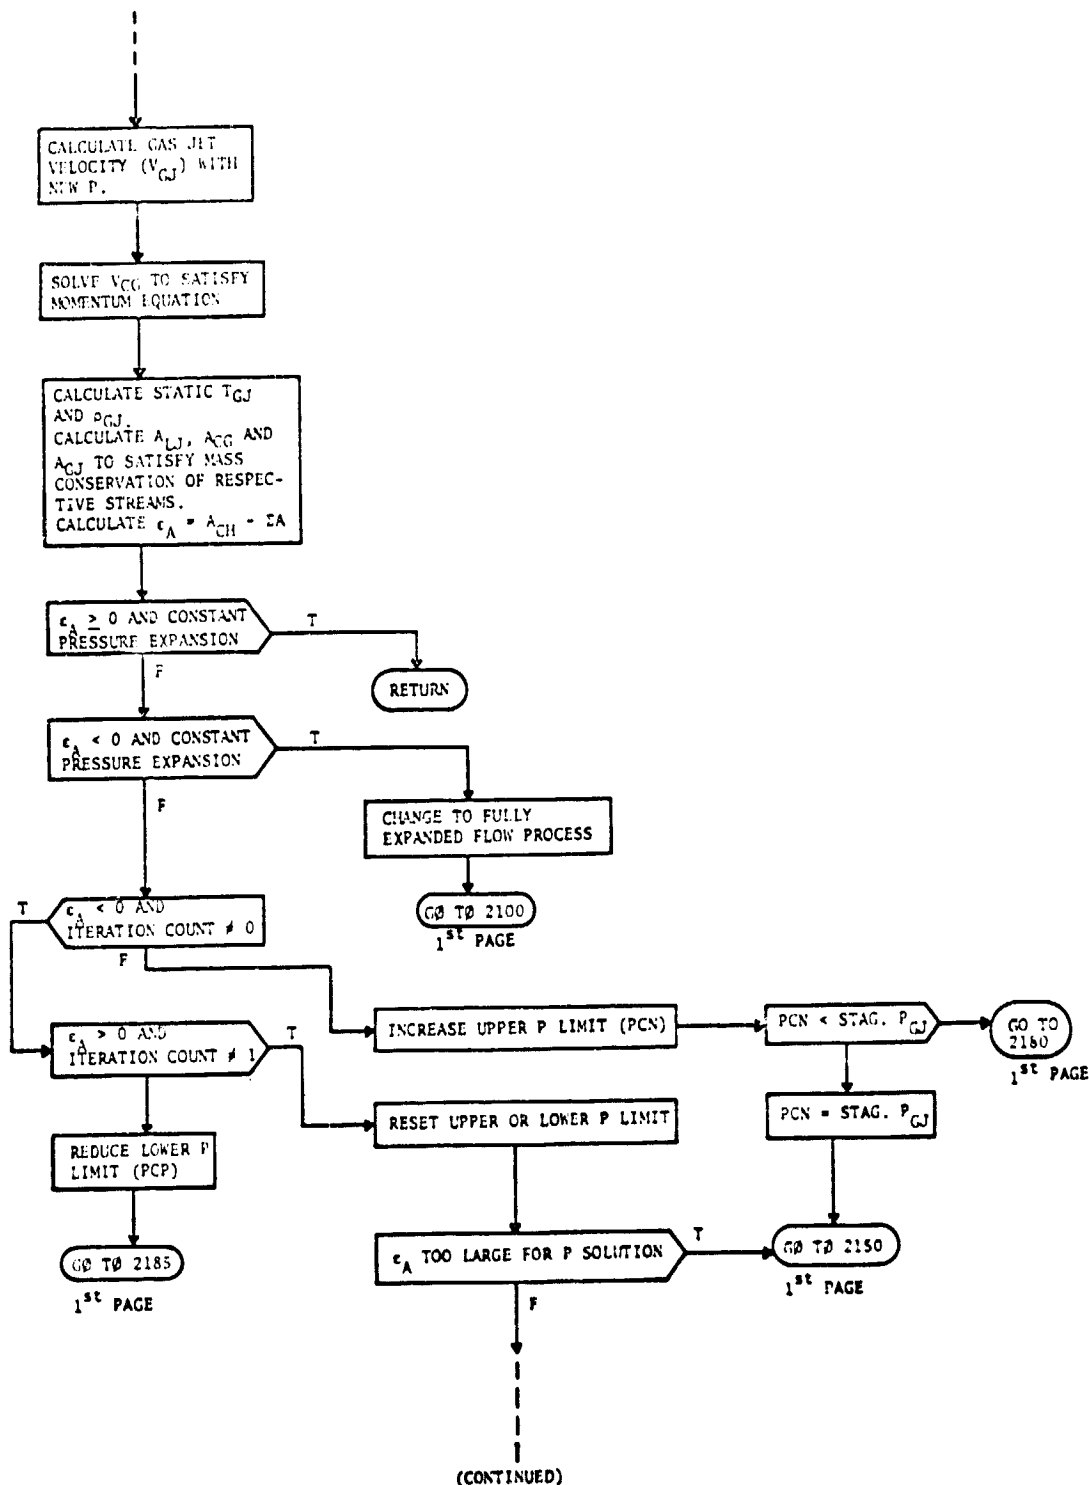 CALCULATE GAS JET
VELOCITY (V_GJ) WITH
NEW P.
SOLVE V_CG TO SATISFY
MOMENTUM EQUATION
CALCULATE STATIC T_GJ
AND ρ_GJ.
CALCULATE A_LJ, A_CG AND
A_GJ TO SATISFY MASS
CONSERVATION OF RESPEC-
TIVE STREAMS.
CALCULATE ε_A = A_CH - ΣA
ε_A ≥ 0 AND CONSTANT
PRESSURE EXPANSION
T
F
RETURN
ε_A < 0 AND CONSTANT
PRESSURE EXPANSION
T
F
CHANGE TO FULLY
EXPANDED FLOW PROCESS
GØ TØ 2100
1st PAGE
T
ε_A < 0 AND
ITERATION COUNT ≠ 0
F
INCREASE UPPER P LIMIT (PCN)
PCN < STAG. P_GJ
GO TO
2180
1st PAGE
ε_A > 0 AND
ITERATION COUNT ≠ 1
T
RESET UPPER OR LOWER P LIMIT
PCN = STAG. P_GJ
REDUCE LOWER P
LIMIT (PCP)
GØ TØ 2185
1st PAGE
ε_A TOO LARGE FOR P SOLUTION
T
F
GØ TØ 2150
1st PAGE
(CONTINUED)